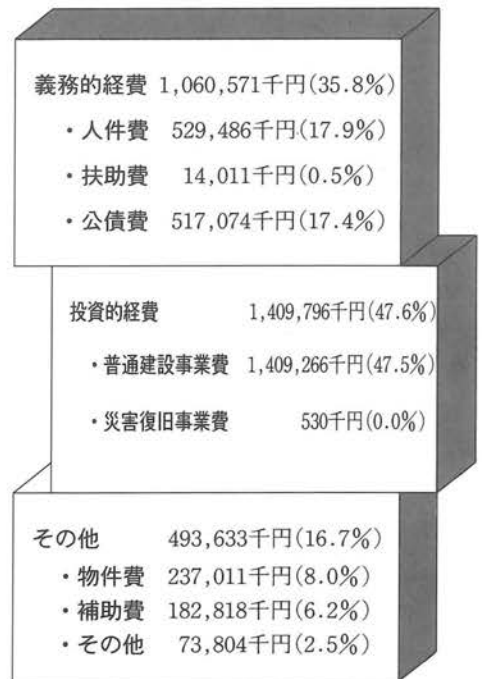 義務的経費 1,060,571千円(35.8%)
・人件費 529,486千円(17.9%)
・扶助費 14,011千円(0.5%)
・公債費 517,074千円(17.4%)
投資的経費 1,409,796千円(47.6%)
・普通建設事業費 1,409,266千円(47.5%)
・災害復旧事業費 530千円(0.0%)
その他 493,633千円(16.7%)
・物件費 237,011千円(8.0%)
・補助費 182,818千円(6.2%)
・その他 73,804千円(2.5%)